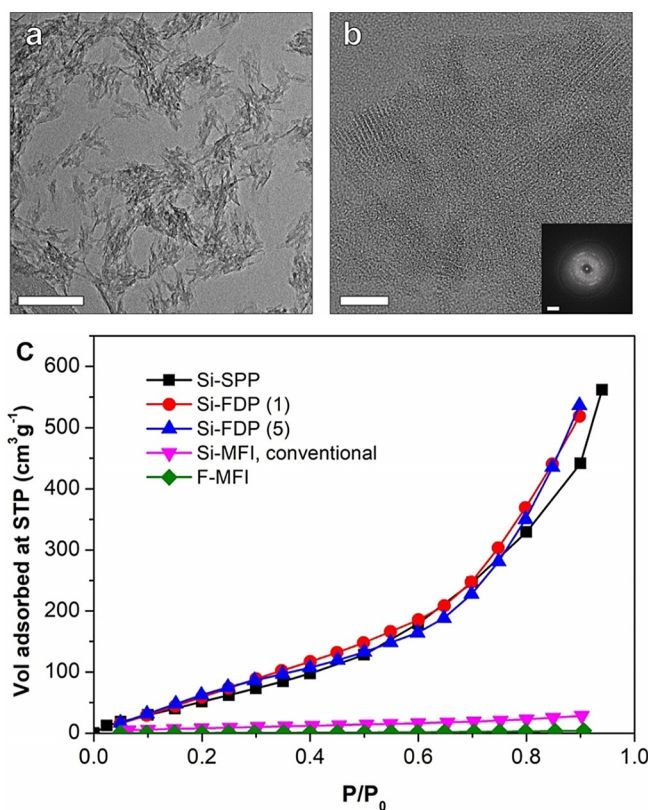 a
b
C
600
500
400
300
200
100
0
Vol adsorbed at STP (cm³g⁻¹)
Si-SPP
Si-FDP (1)
Si-FDP (5)
Si-MFI, conventional
F-MFI
0.0 0.2 0.4 0.6 0.8 1.0
P/P₀